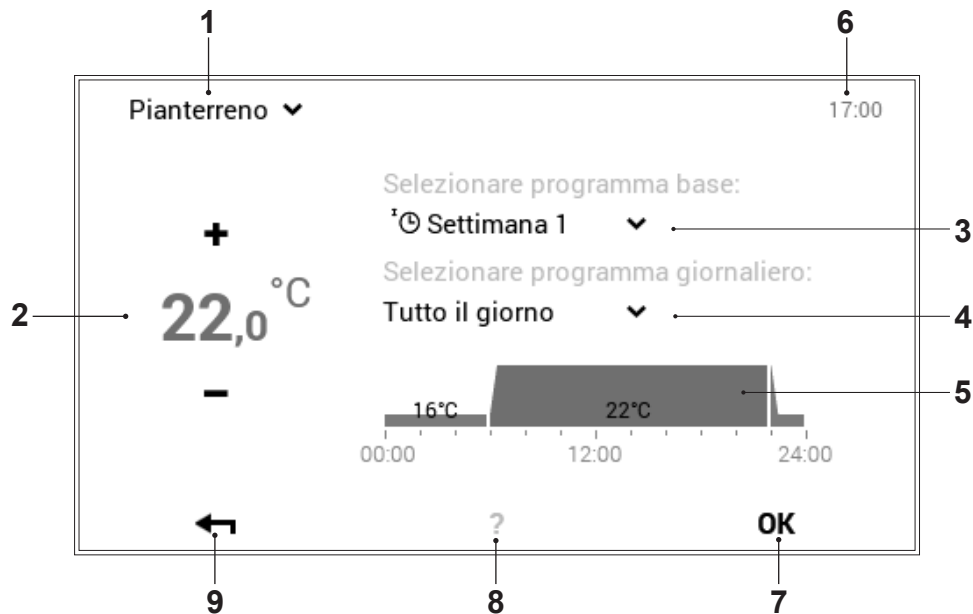 1
6
Pianterreno
17:00
Selezionare programma base:
Settimana 1
3
+
Selezionare programma giornaliero:
22,0 °C
2
Tutto il giorno
4
−
5
16°C
22°C
00:00
12:00
24:00
?
OK
9
8
7